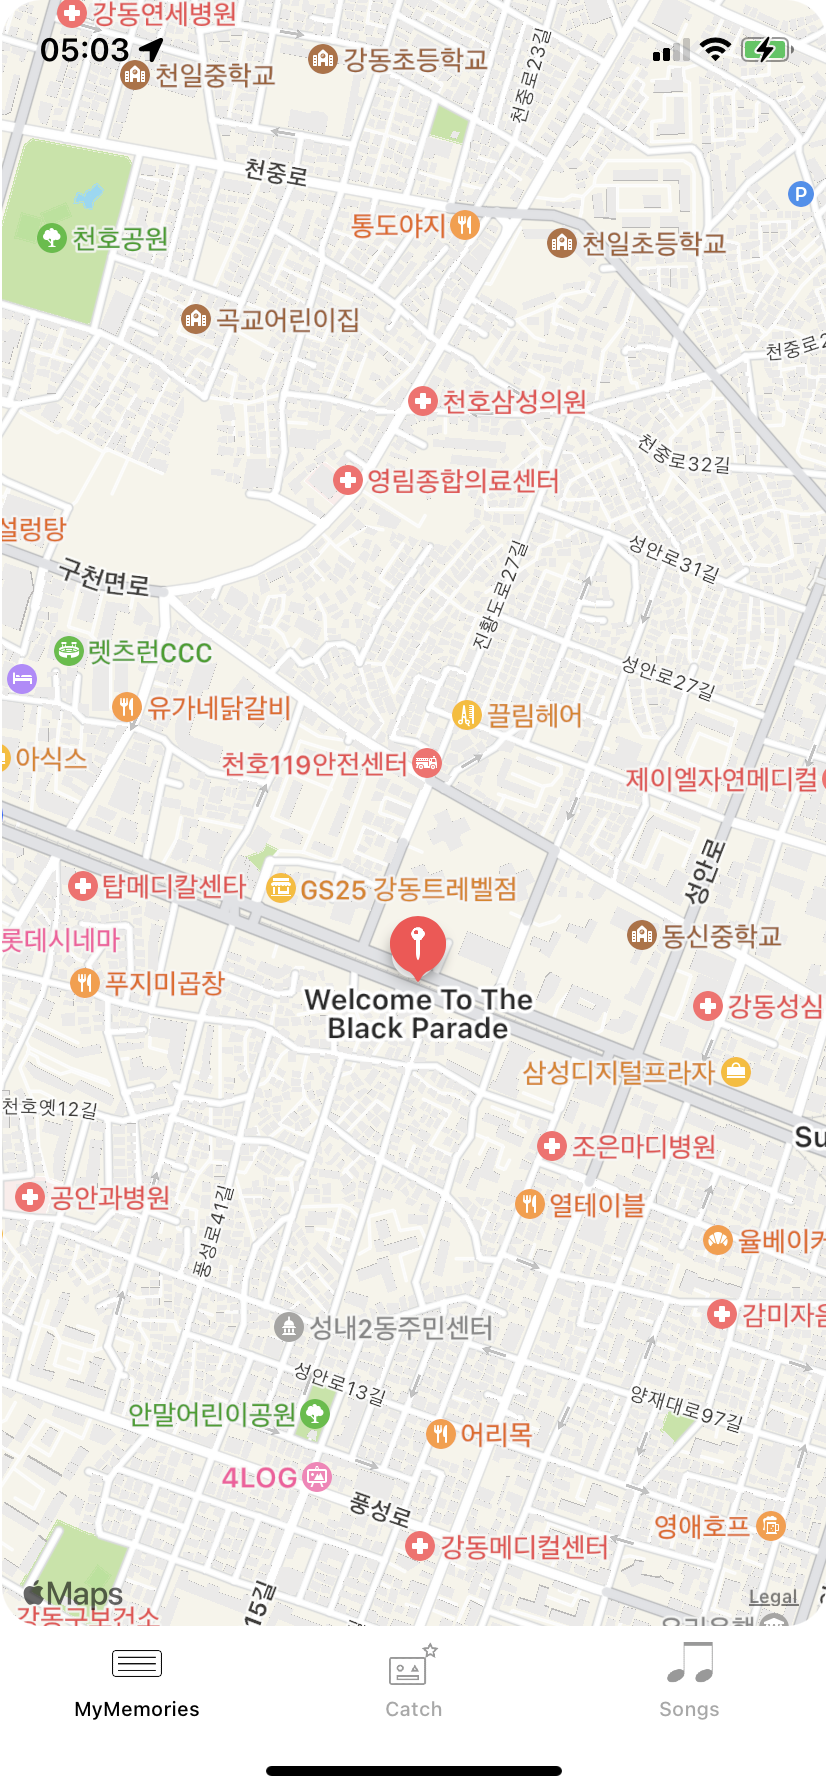 강동연세병원
05:03
천일중학교
강동초등학교
천중로23길
천중로
P
통도야지
천호공원
천일초등학교
곡교어린이집
천중로2
천호삼성의원
천중로32길
영림종합의료센터
설렁탕
성안로31길
구천면로
진황도로27길
렛츠런CCC
성안로27길
유가네닭갈비
끌림헤어
아식스
천호119안전센터
제이엘자연메디컬
성안로
탑메디칼센타
GS25 강동트레벨점
롯데시네마
동신중학교
푸지미곱창
Welcome To The
Black Parade
강동성심
삼성디지털프라자
천호옛12길
Su
조은마디병원
공안과병원
열테이블
풍성로41길
율베이커
감미자음
성내2동주민센터
성안로13길
양재대로97길
안말어린이공원
어리목
4LOG
풍성로
영애호프
강동메디컬센터
Maps
Legal
15길
강동구보건소
우리은행
MyMemories
Catch
Songs